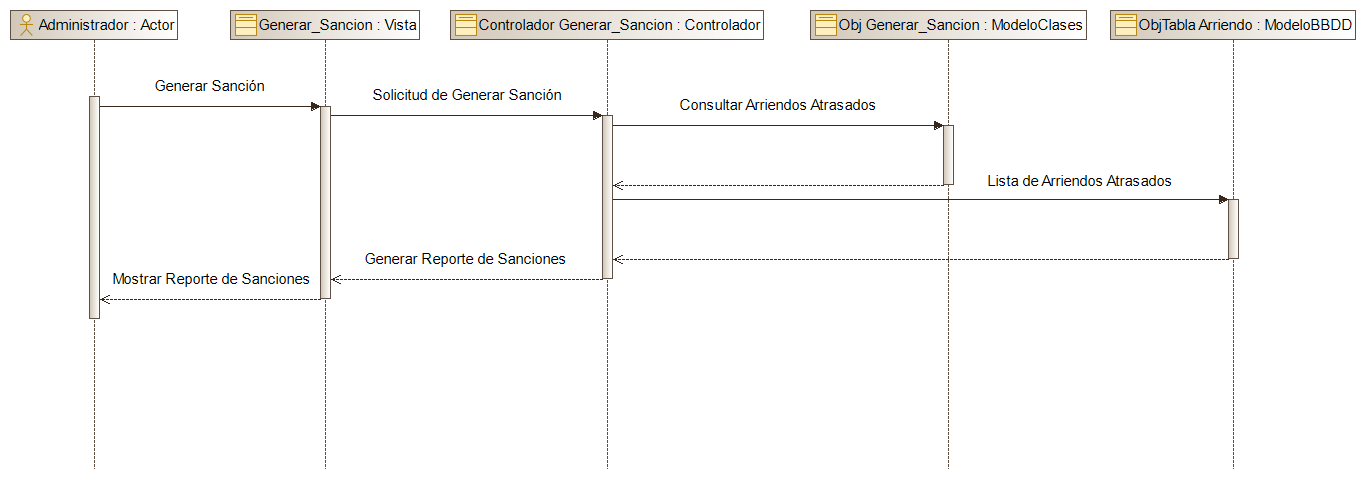 Administrador : Actor
Generar_Sancion : Vista
Controlador Generar_Sancion : Controlador
Obj Generar_Sancion : ModeloClases
ObjTabla Arriendo : ModeloBBDD
Generar Sanción
Solicitud de Generar Sanción
Consultar Arriendos Atrasados
Lista de Arriendos Atrasados
Generar Reporte de Sanciones
Mostrar Reporte de Sanciones